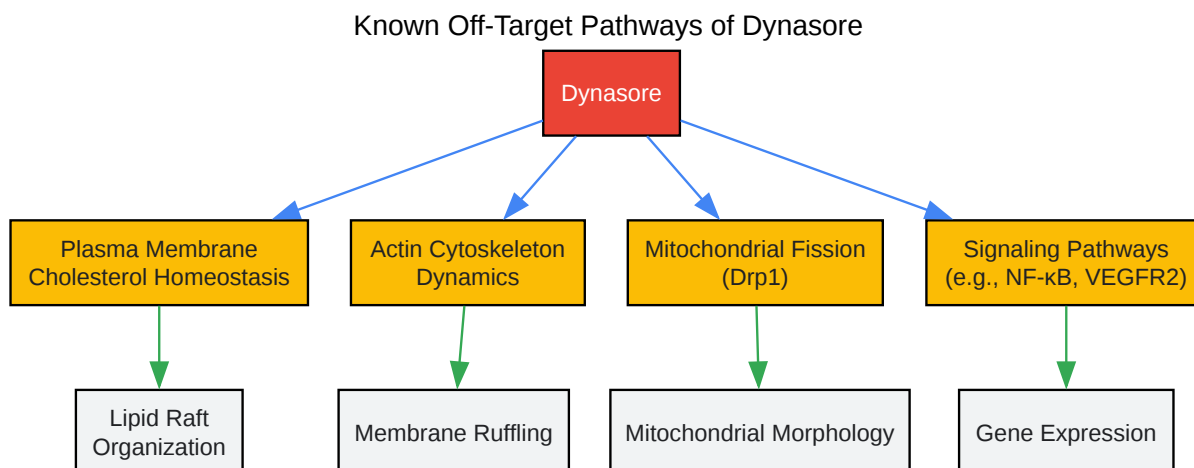 Known Off-Target Pathways of Dynasore
Dynasore
Plasma Membrane
Cholesterol Homeostasis
Actin Cytoskeleton
Dynamics
Mitochondrial Fission
(Drp1)
Signaling Pathways
(e.g., NF-κB, VEGFR2)
Lipid Raft
Organization
Membrane Ruffling
Mitochondrial Morphology
Gene Expression